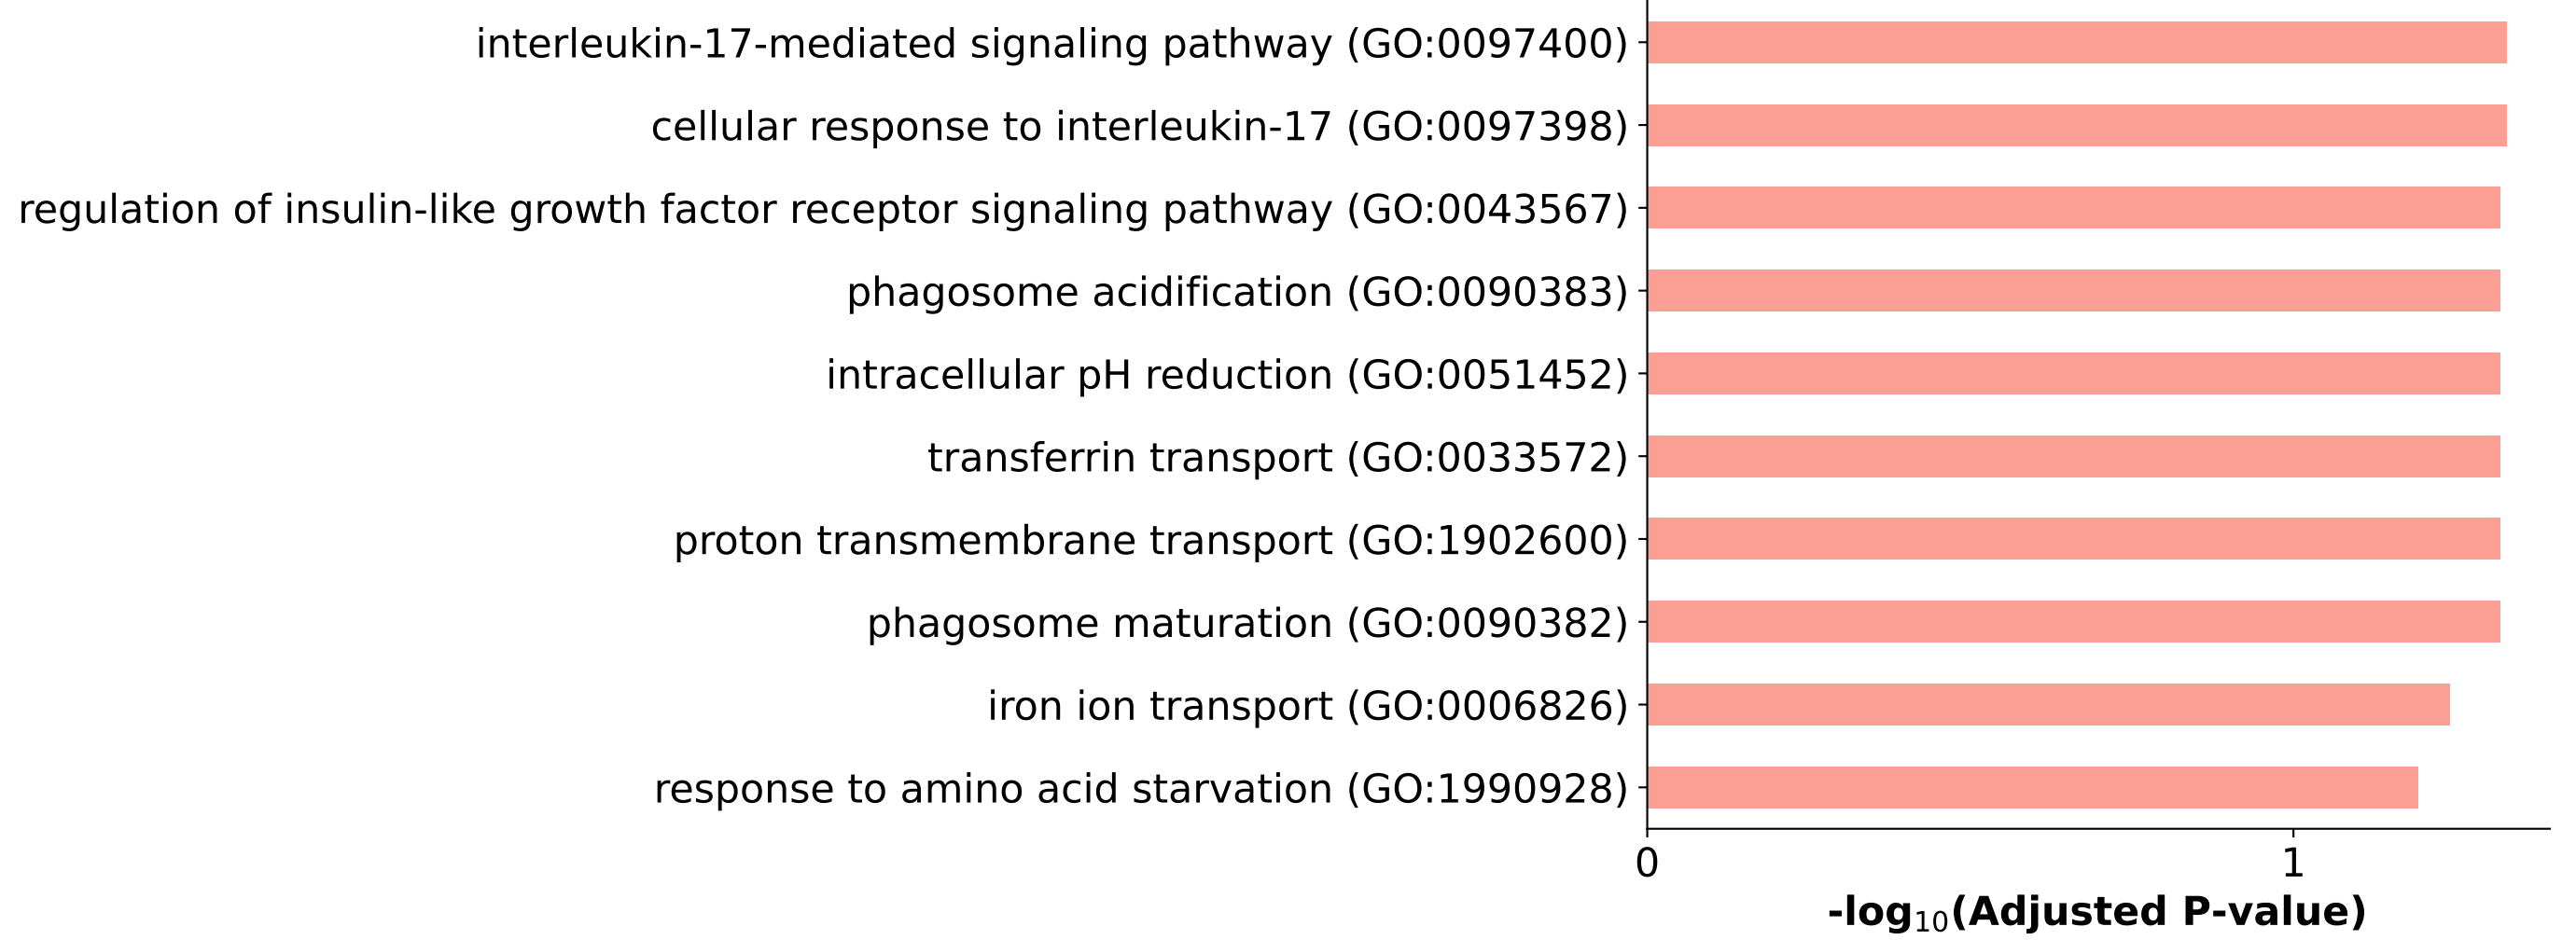 interleukin-17-mediated signaling pathway (GO:0097400)
cellular response to interleukin-17 (GO:0097398)
regulation of insulin-like growth factor receptor signaling pathway (GO:0043567)
phagosome acidification (GO:0090383)
intracellular pH reduction (GO:0051452)
transferrin transport (GO:0033572)
proton transmembrane transport (GO:1902600)
phagosome maturation (GO:0090382)
iron ion transport (GO:0006826)
response to amino acid starvation (GO:1990928)
0 1
-log₁₀(Adjusted P-value)